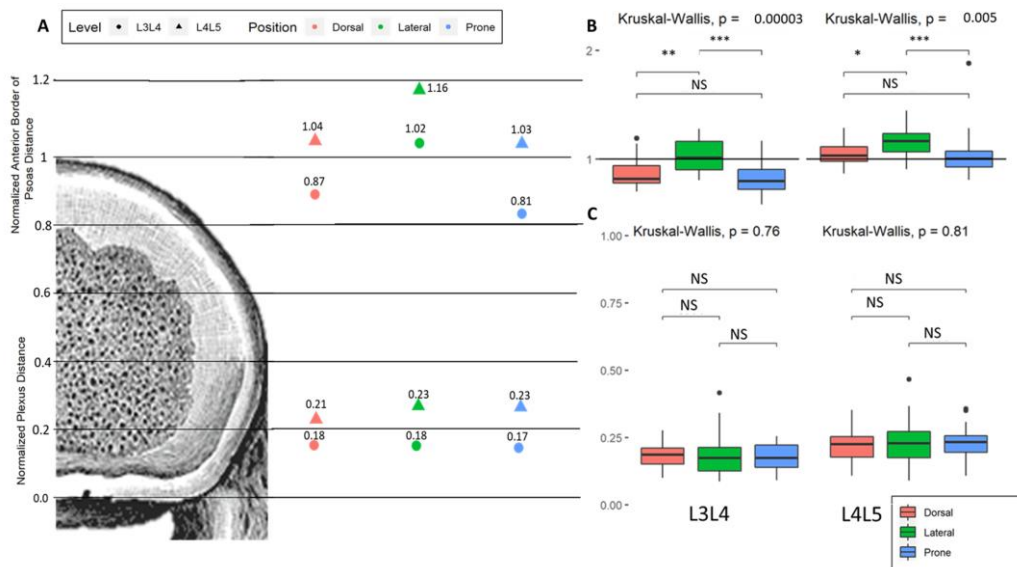 A
Level L3L4 L4L5 Position Dorsal Lateral Prone
Normalized Anterior Border of
Psoas Distance
Normalized Plexus Distance
1.2
1
0.8
0.6
0.4
0.2
0.0
1.16
1.04
1.02
1.03
0.87
0.81
0.21
0.23
0.23
0.18
0.18
0.17
B
Kruskal-Wallis, p = 0.00003
Kruskal-Wallis, p = 0.005
2
1
** ***
NS
* ***
NS
C
1.00
0.75
0.50
0.25
0.00
Kruskal-Wallis, p = 0.76
Kruskal-Wallis, p = 0.81
NS
NS
NS
NS
NS
NS
L3L4
L4L5
Dorsal
Lateral
Prone